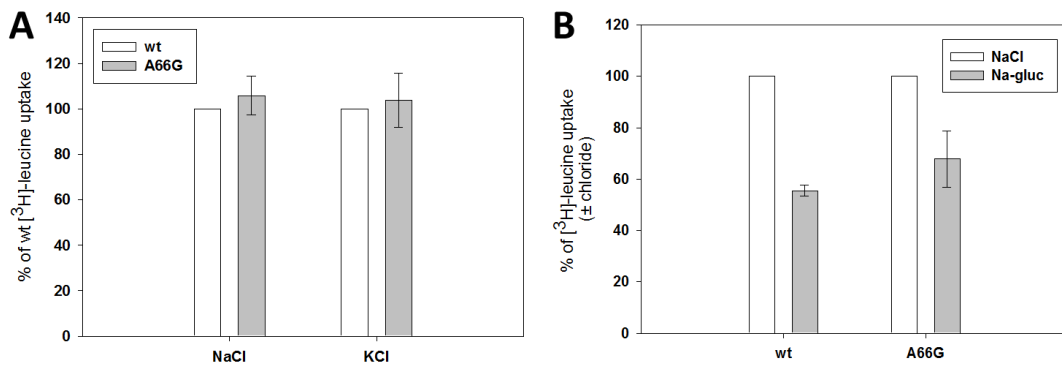 A
% of wt [³H]-leucine uptake
140
120
100
80
60
40
20
0
wt
A66G
NaCl
KCl
B
% of [³H]-leucine uptake
(± chloride)
120
100
80
60
40
20
0
NaCl
Na-gluc
wt
A66G